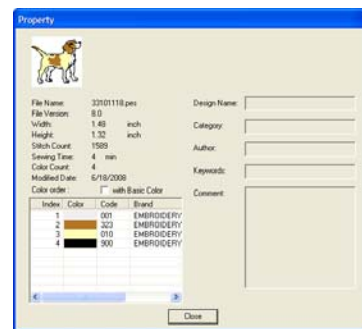 Property
File Name: 33101118.pes
File Version: 8.0
Width: 1.48 inch
Height: 1.32 inch
Stitch Count: 1589
Sewing Time: 4 min
Color Count: 4
Modified Date: 6/18/2008
Color order : with Basic Color
Index Color Code Brand
1 001 EMBROIDERY
2 323 EMBROIDERY
3 010 EMBROIDERY
4 900 EMBROIDERY
Design Name:
Category:
Author:
Keywords:
Comment:
Close